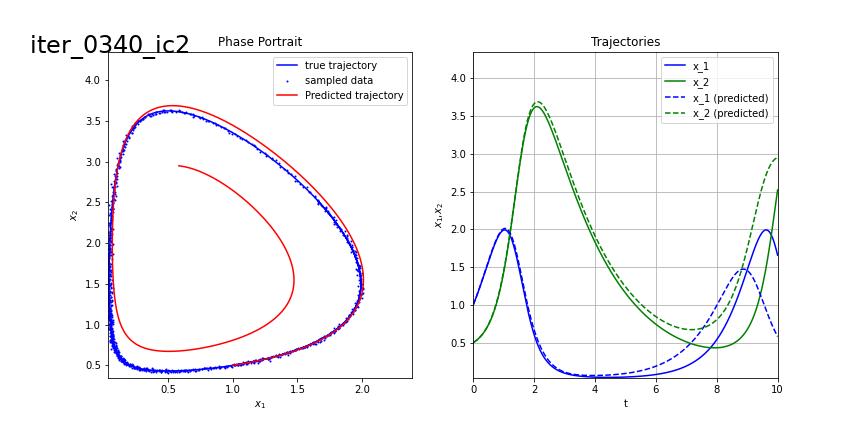 iter_0340_ic2
Phase Portrait
true trajectory
sampled data
Predicted trajectory
4.0
3.5
3.0
2.5
2.0
1.5
1.0
0.5
x₂
0.5
1.0
1.5
2.0
x₁
Trajectories
x_1
x_2
x_1 (predicted)
x_2 (predicted)
4.0
3.5
3.0
2.5
2.0
1.5
1.0
0.5
x₁,x₂
0
2
4
6
8
10
t